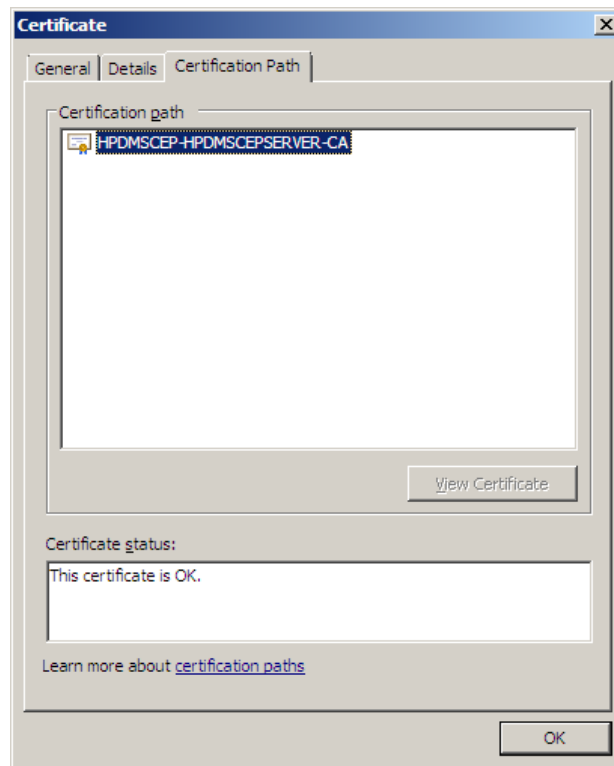 Certificate
General
Details
Certification Path
Certification path
HPDMSCEP-HPDMSCEPSERVER-CA
View Certificate
Certificate status:
This certificate is OK.
Learn more about certification paths
OK